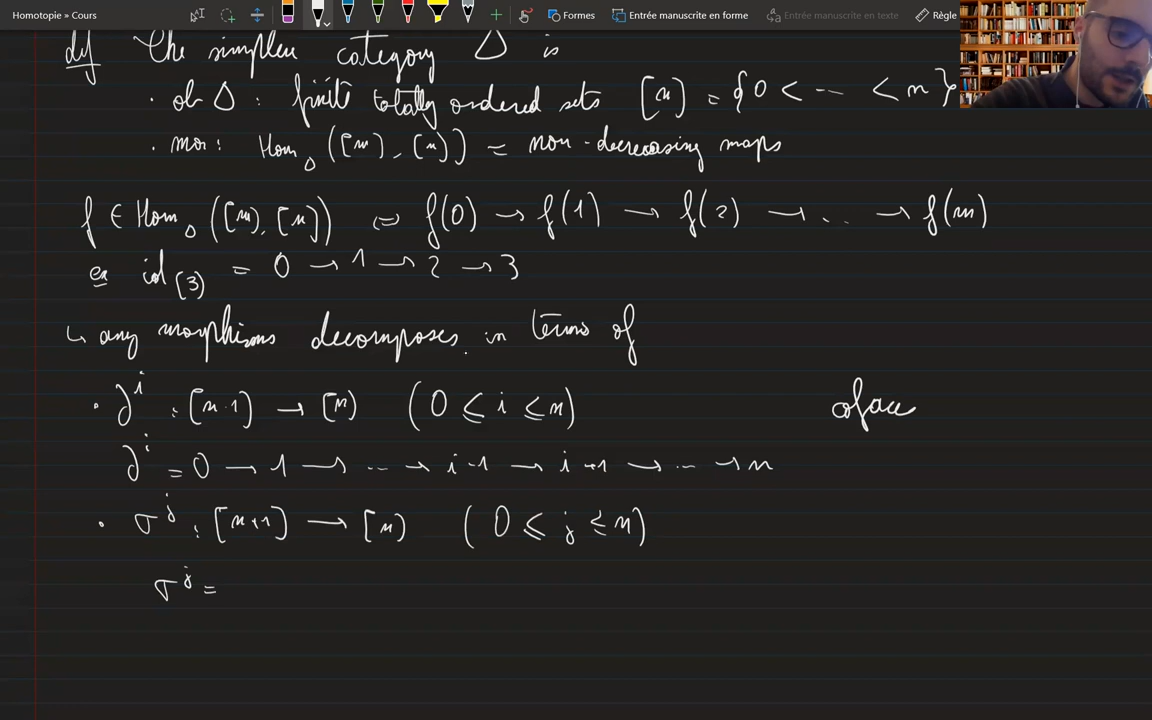 Homotopie » Cours
Formes
Entrée manuscrite en forme
Entrée manuscrite en texte
Règle
df The simplex category Δ is
· ob Δ : finite totally ordered sets [n] = {0 < ... < n}
· mor : Hom_Δ([m], [n]) = non-decreasing maps
f ∈ Hom_Δ([m], [n]) ⇔ f(0) → f(1) → f(2) → ... → f(m)
ex id_[3] = 0 → 1 → 2 → 3
↳ any morphisms decomposes in terms of
· ∂^i : [n-1] → [n] (0 ≤ i ≤ n) coface
∂^i = 0 → 1 → ... → i-1 → i+1 → ... → n
· σ^j : [n+1] → [n] (0 ≤ j ≤ n)
σ^j =